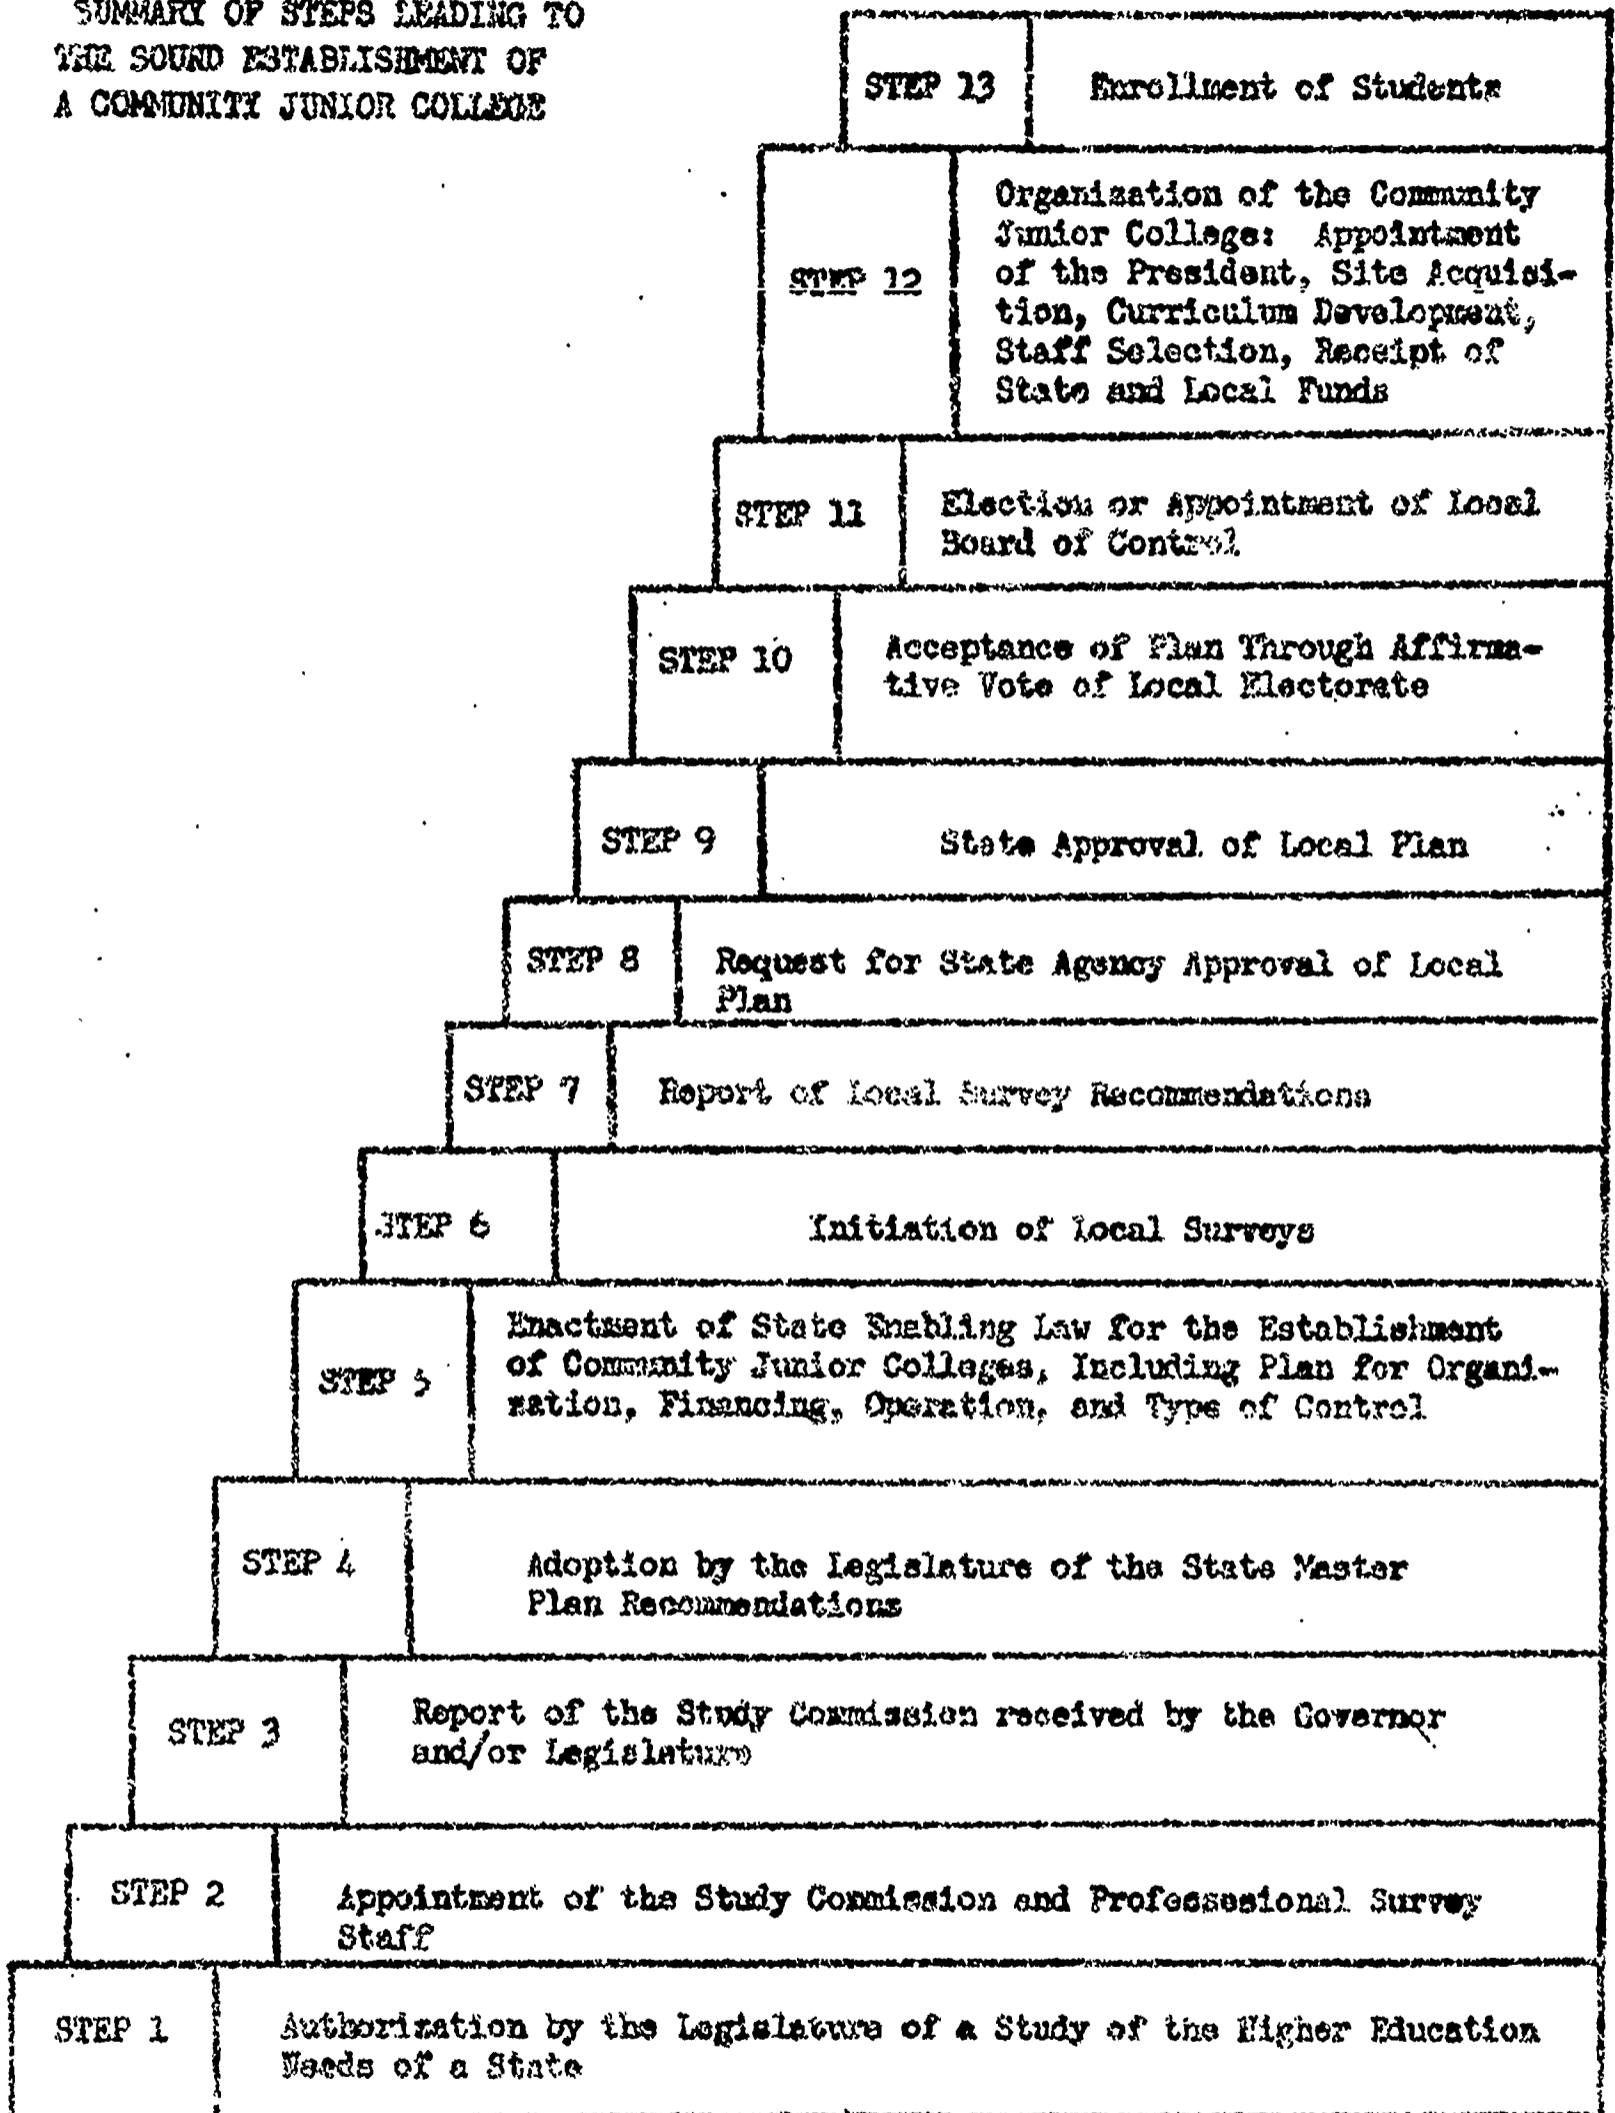 SUMMARY OF STEPS LEADING TO
THE SOUND ESTABLISHMENT OF
A COMMUNITY JUNIOR COLLEGE
STEP 13
Enrollment of Students
STEP 12
Organization of the Community
Junior College: Appointment
of the President, Site Acquisi-
tion, Curriculum Development,
Staff Selection, Receipt of
State and Local Funds
STEP 11
Election or Appointment of Local
Board of Control
STEP 10
Acceptance of Plan Through Affirma-
tive Vote of Local Electorate
STEP 9
State Approval of Local Plan
STEP 8
Request for State Agency Approval of Local
Plan
STEP 7
Report of Local Survey Recommendations
STEP 6
Initiation of Local Surveys
STEP 5
Enactment of State Enabling Law for the Establishment
of Community Junior Colleges, Including Plan for Organi-
zation, Financing, Operation, and Type of Control
STEP 4
Adoption by the Legislature of the State Master
Plan Recommendations
STEP 3
Report of the Study Commission received by the Governor
and/or Legislature
STEP 2
Appointment of the Study Commission and Professesional Survey
Staff
STEP 1
Authorization by the Legislature of a Study of the Higher Education
Needs of a State